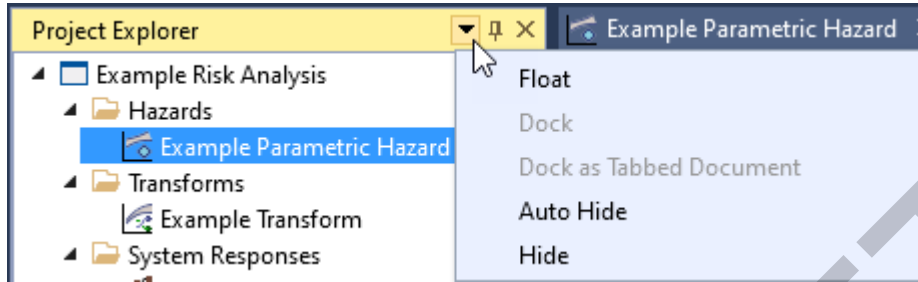 Project Explorer
Example Parametric Hazard
Example Risk Analysis
Hazards
Example Parametric Hazard
Transforms
Example Transform
System Responses
Float
Dock
Dock as Tabbed Document
Auto Hide
Hide